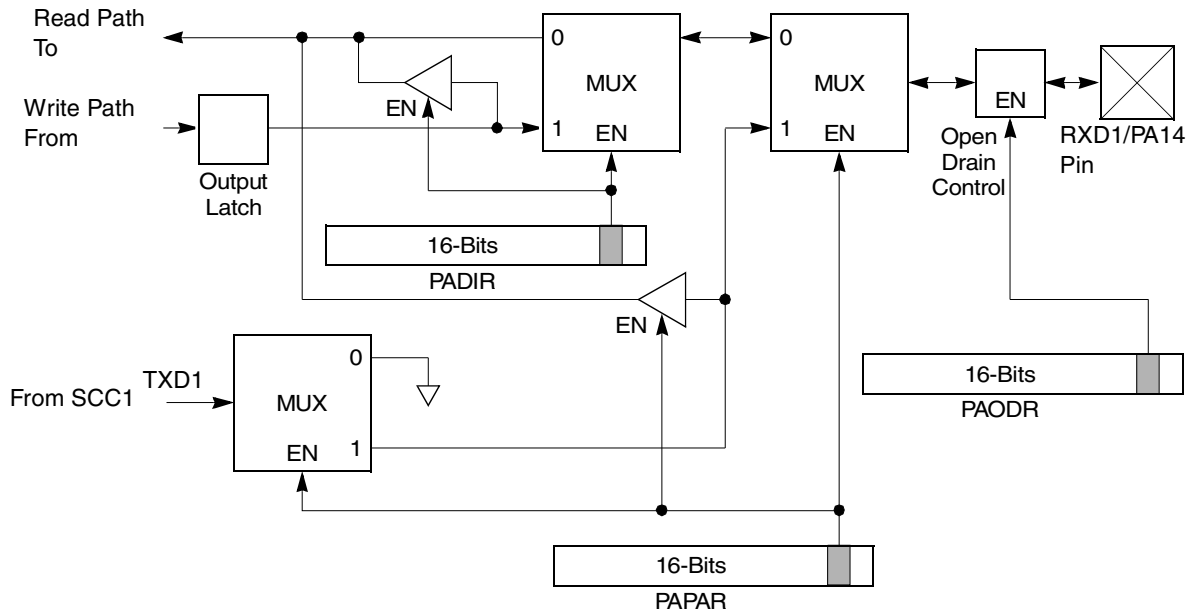 Read Path
To
Write Path
From
Output
Latch
EN
0
MUX
1
EN
0
MUX
1
EN
EN
Open
Drain
Control
RXD1/PA14
Pin
16-Bits
PADIR
EN
From SCC1
TXD1
0
MUX
EN
1
16-Bits
PAODR
16-Bits
PAPAR